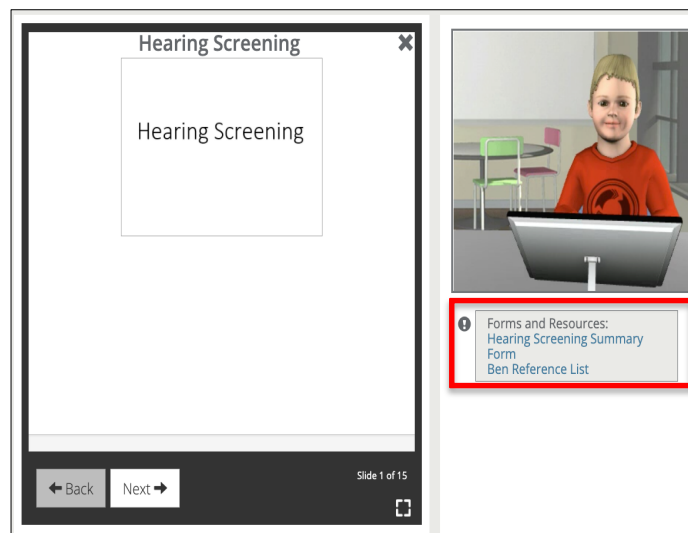 Hearing Screening
Hearing Screening
Back
Next
Slide 1 of 15
Forms and Resources:
Hearing Screening Summary
Form
Ben Reference List